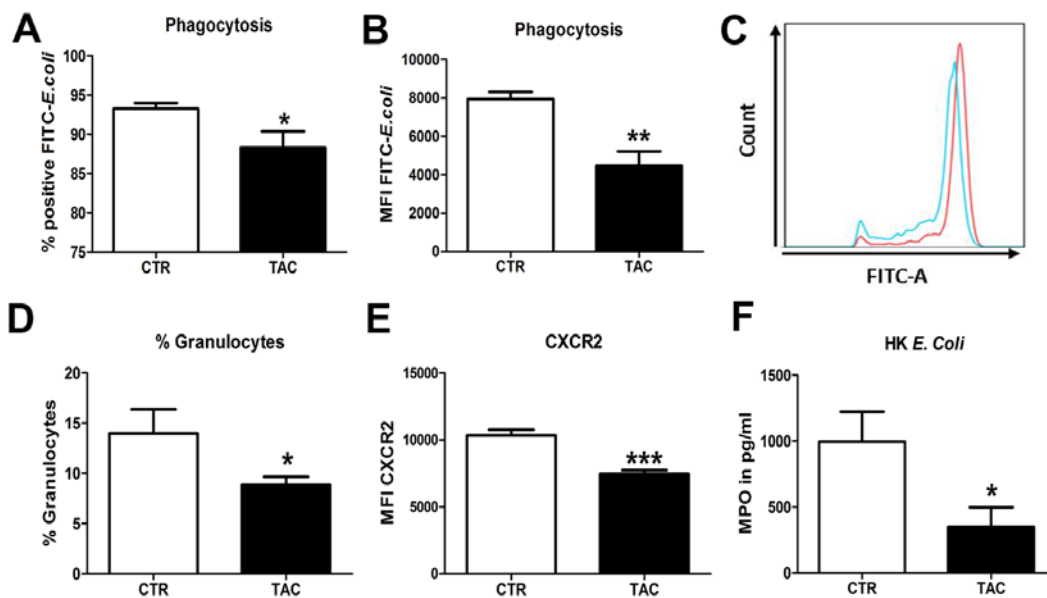 A
Phagocytosis
% positive FITC-E.coli
95
90
85
80
75
CTR
TAC
*
B
Phagocytosis
MFI FITC-E.coli
10000
8000
6000
4000
2000
0
CTR
TAC
**
C
Count
FITC-A
D
% Granulocytes
% Granulocytes
20
15
10
5
0
CTR
TAC
*
E
CXCR2
MFI CXCR2
15000
10000
5000
0
CTR
TAC
***
F
HK E. Coli
MPO in pg/ml
1500
1000
500
0
CTR
TAC
*